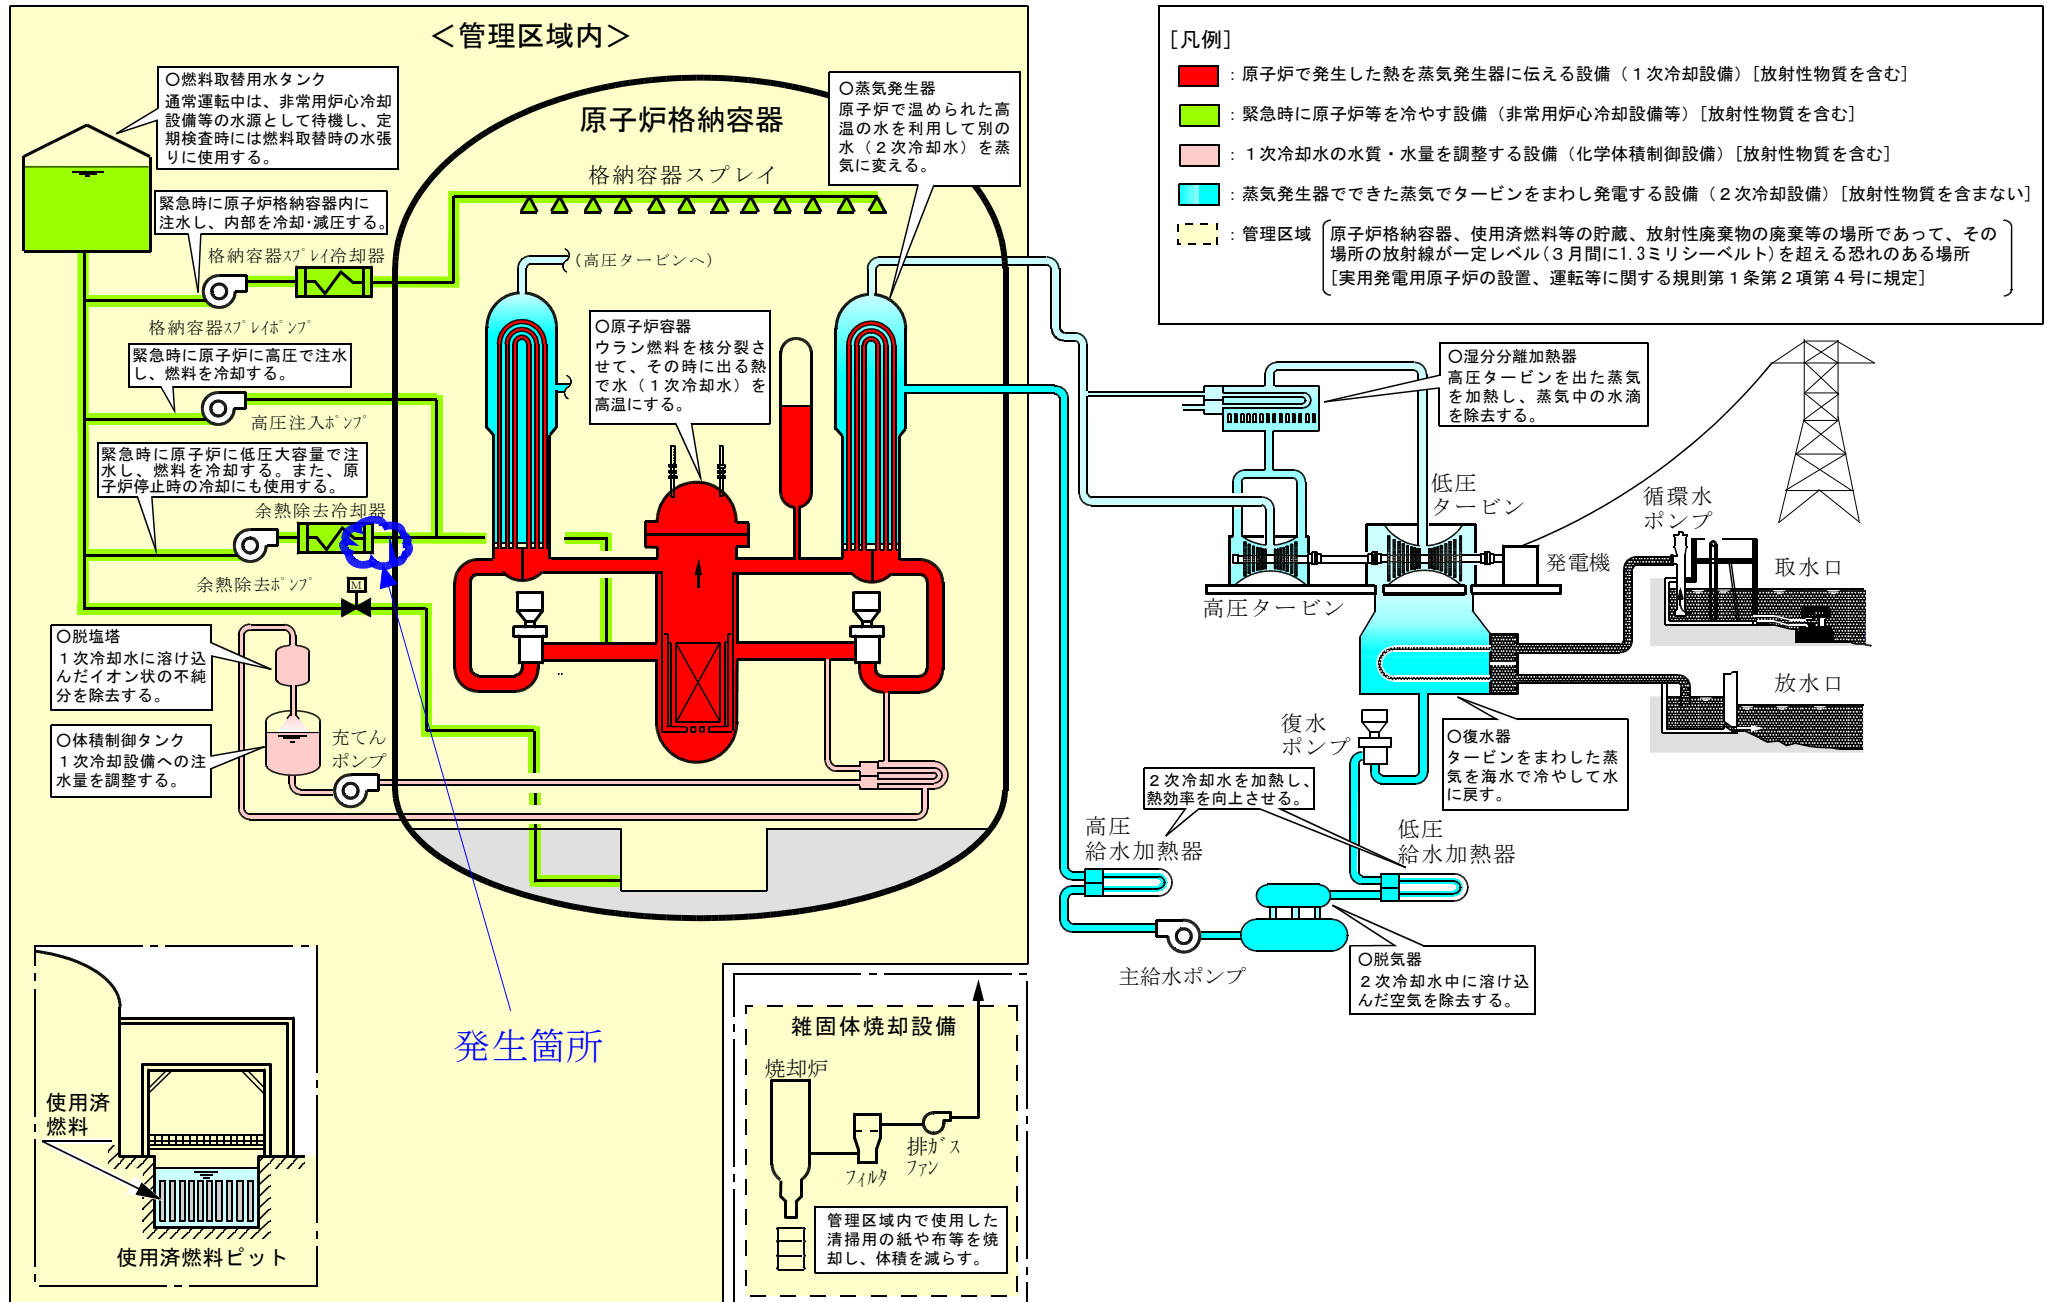 ＜管理区域内＞
○燃料取替用水タンク
通常運転中は、非常用炉心冷却
設備等の水源として待機し、定
期検査時には燃料取替時の水張
りに使用する。
緊急時に原子炉格納容器内に
注水し、内部を冷却･減圧する。
格納容器ｽﾌﾟﾚｲ冷却器
格納容器ｽﾌﾟﾚｲﾎﾟﾝﾌﾟ
緊急時に原子炉に高圧で注水
し、燃料を冷却する。
高圧注入ﾎﾟﾝﾌﾟ
緊急時に原子炉に低圧大容量で注
水し、燃料を冷却する。また、原
子炉停止時の冷却にも使用する。
余熱除去冷却器
余熱除去ﾎﾟﾝﾌﾟ
M
○脱塩塔
１次冷却水に溶け込
んだイオン状の不純
分を除去する。
○体積制御タンク
１次冷却設備への注
水量を調整する。
充てん
ポンプ
原子炉格納容器
格納容器スプレイ
(高圧タービンへ)
○蒸気発生器
原子炉で温められた高
温の水を利用して別の
水（２次冷却水）を蒸
気に変える。
○原子炉容器
ウラン燃料を核分裂さ
せて、その時に出る熱
で水（１次冷却水）を
高温にする。
発生箇所
使用済
燃料
使用済燃料ピット
雑固体焼却設備
焼却炉
フィルタ
排ガス
ファン
管理区域内で使用した
清掃用の紙や布等を焼
却し、体積を減らす。
[凡例]
：原子炉で発生した熱を蒸気発生器に伝える設備（１次冷却設備）[放射性物質を含む]
：緊急時に原子炉等を冷やす設備（非常用炉心冷却設備等）[放射性物質を含む]
：１次冷却水の水質・水量を調整する設備（化学体積制御設備）[放射性物質を含む]
：蒸気発生器でできた蒸気でタービンをまわし発電する設備（２次冷却設備）[放射性物質を含まない]
：管理区域
原子炉格納容器、使用済燃料等の貯蔵、放射性廃棄物の廃棄等の場所であって、その
場所の放射線が一定レベル(３月間に1.3ミリシーベルト)を超える恐れのある場所
[実用発電用原子炉の設置、運転等に関する規則第１条第２項第４号に規定]
○湿分分離加熱器
高圧タービンを出た蒸気
を加熱し、蒸気中の水滴
を除去する。
低圧
タービン
高圧タービン
発電機
循環水
ポンプ
取水口
放水口
復水
ポンプ
○復水器
タービンをまわした蒸
気を海水で冷やして水
に戻す。
２次冷却水を加熱し、
熱効率を向上させる。
高圧
給水加熱器
低圧
給水加熱器
主給水ポンプ
○脱気器
２次冷却水中に溶け込
んだ空気を除去する。